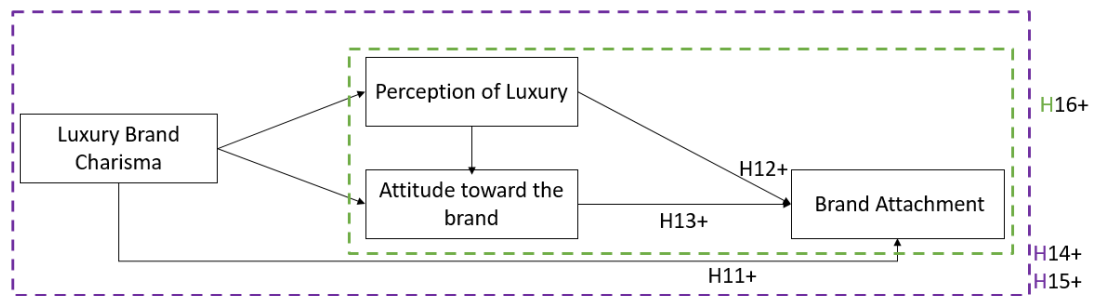 Perception of Luxury
H16+
Luxury Brand
Charisma
H12+
Attitude toward the
brand
Brand Attachment
H13+
H14+
H11+
H15+